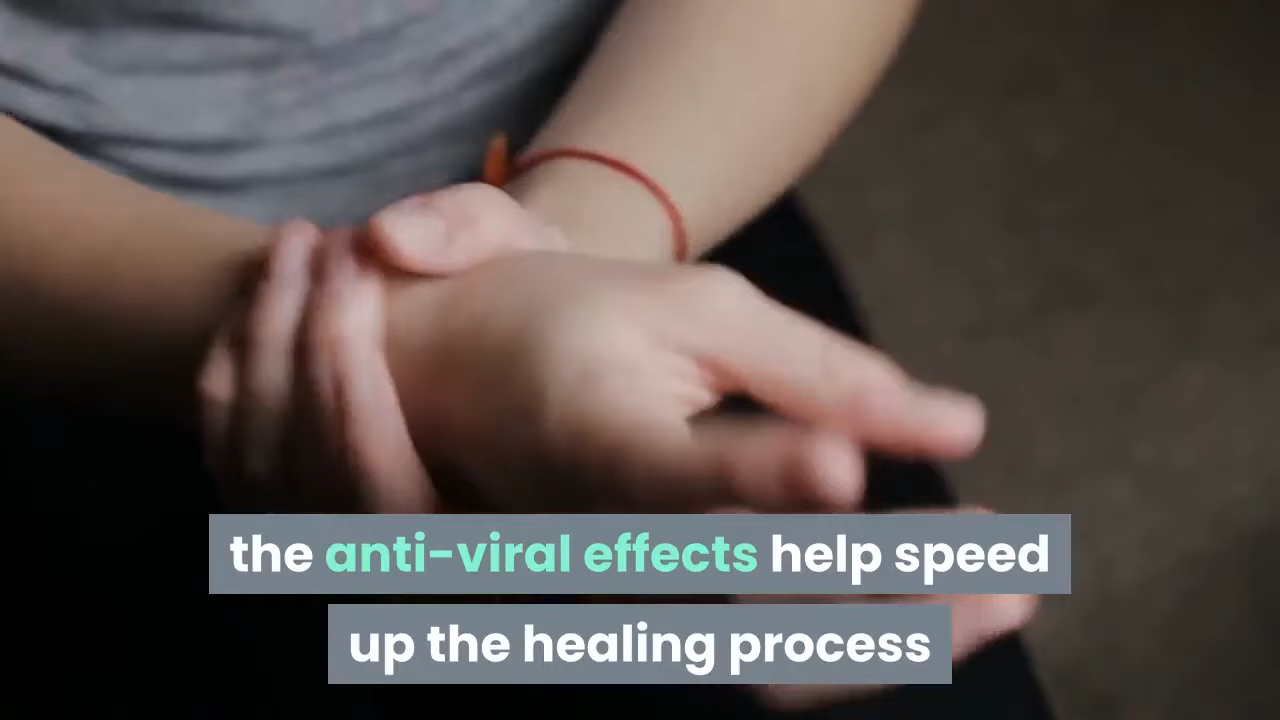 the anti-viral effects help speed
up the healing process